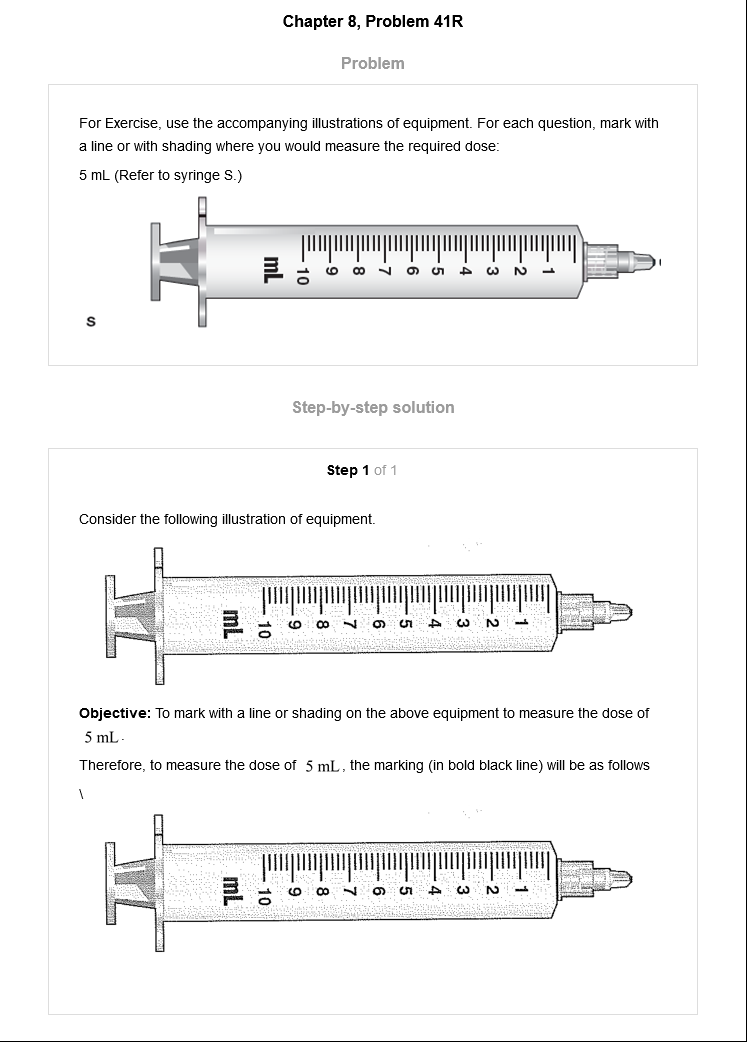 Chapter 8, Problem 41R
Problem
For Exercise, use the accompanying illustrations of equipment. For each question, mark with
a line or with shading where you would measure the required dose:
5 mL (Refer to syringe S.)
mL 10 9 8 7 6 5 4 3 2 1
S
Step-by-step solution
Step 1 of 1
Consider the following illustration of equipment.
mL 10 9 8 7 6 5 4 3 2 1
Objective: To mark with a line or shading on the above equipment to measure the dose of
5 mL.
Therefore, to measure the dose of 5 mL, the marking (in bold black line) will be as follows
\
mL 10 9 8 7 6 5 4 3 2 1